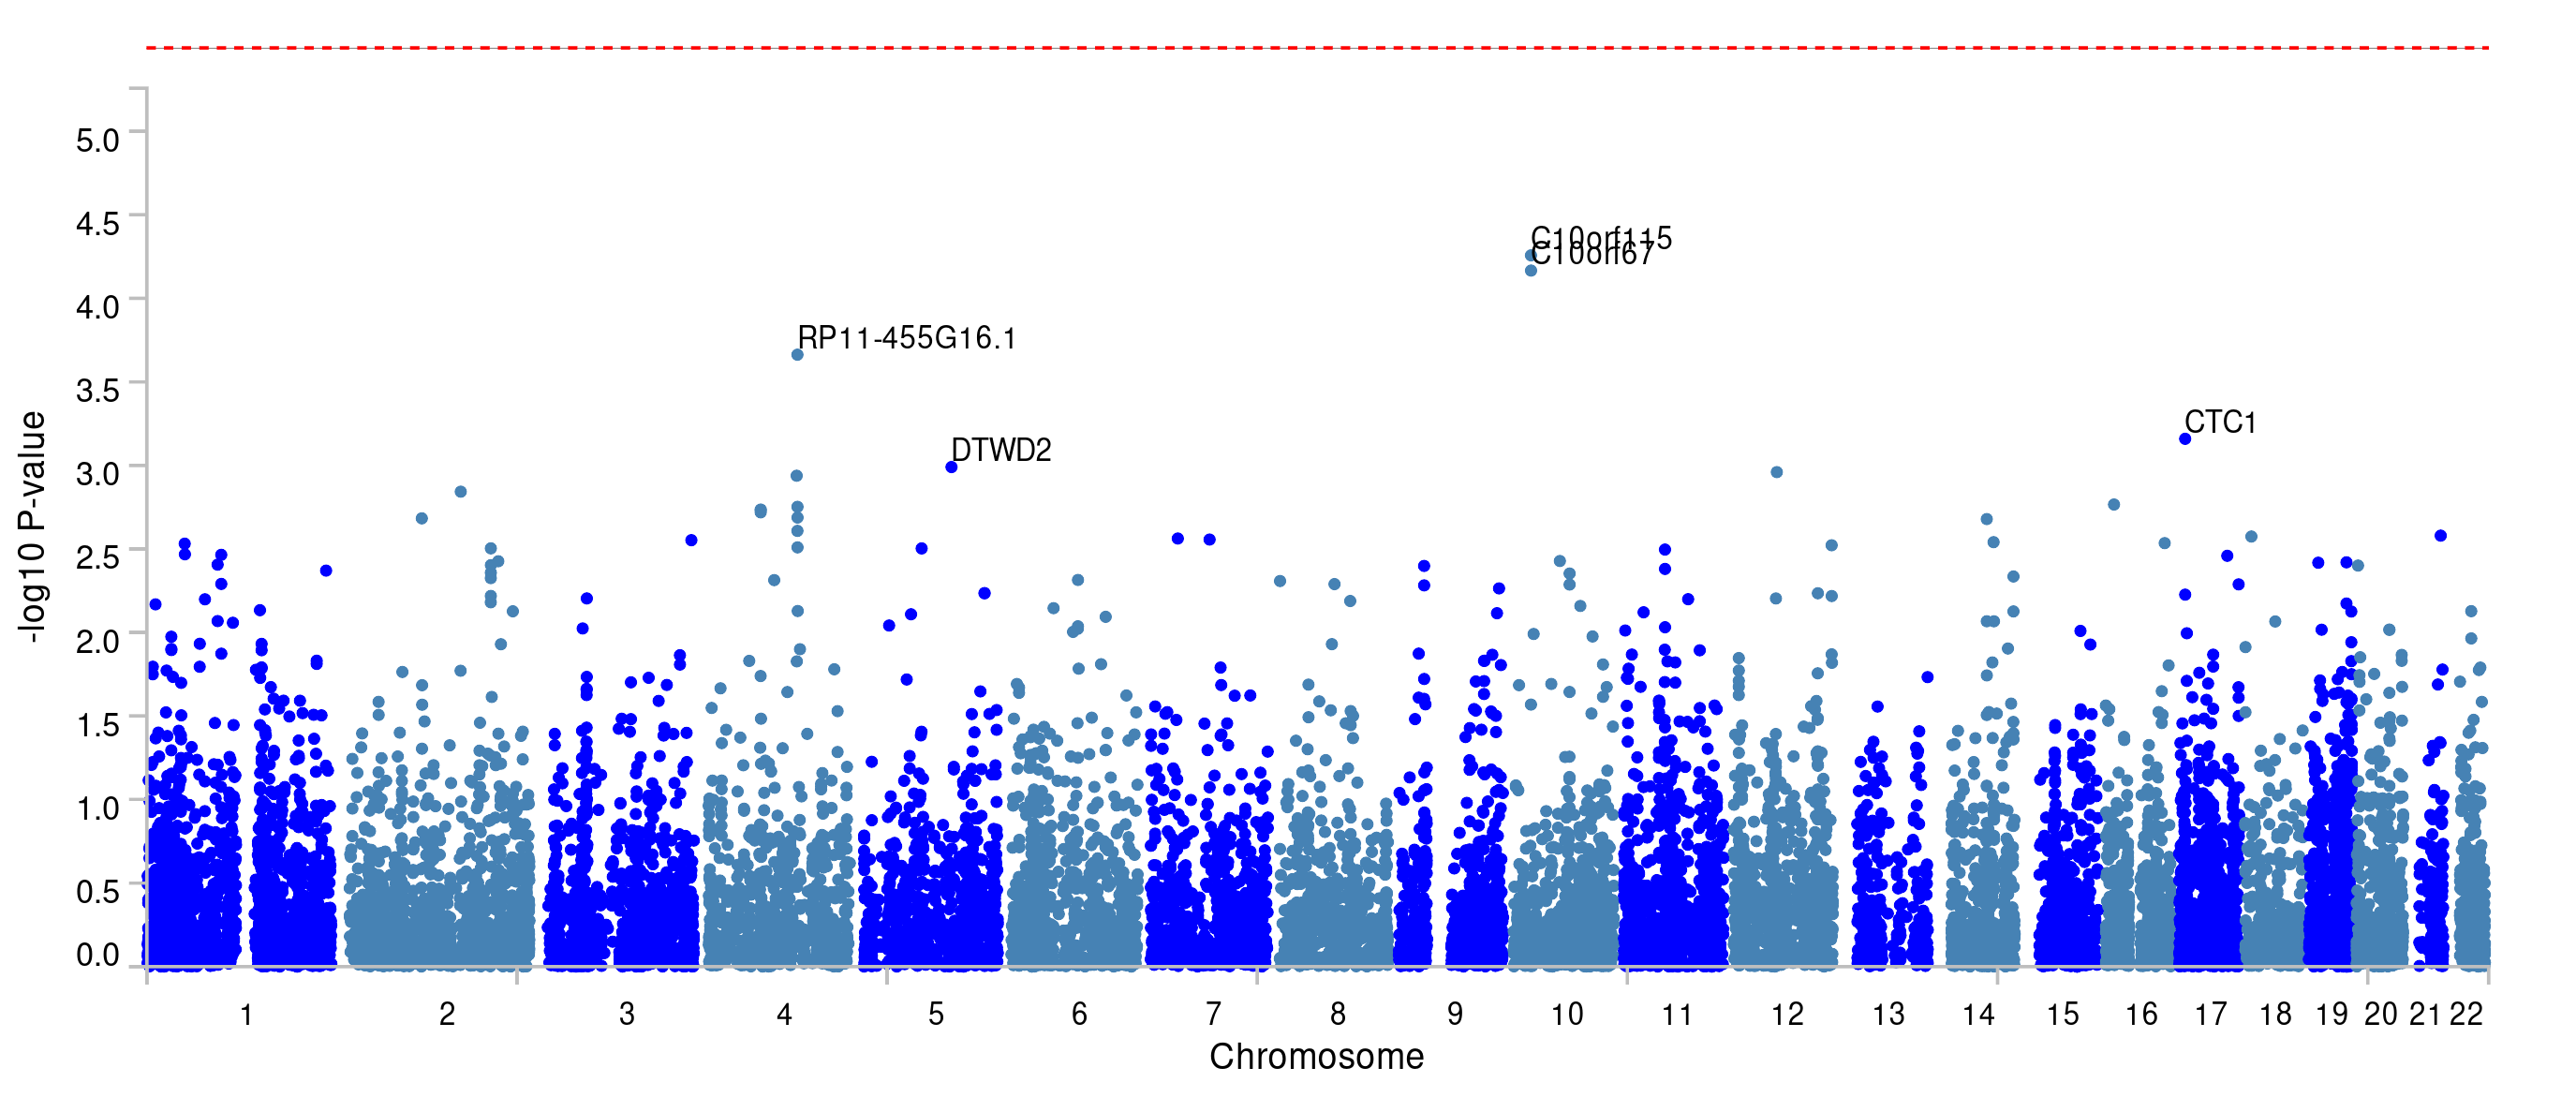 5.0
4.5
C10orf115
C10orf67
4.0
RP11-455G16.1
3.5
CTC1
DTWD2
3.0
2.5
2.0
1.5
1.0
0.5
0.0
-log10 P-value
1 2 3 4 5 6 7 8 9 10 11 12 13 14 15 16 17 18 19 20 21 22
Chromosome